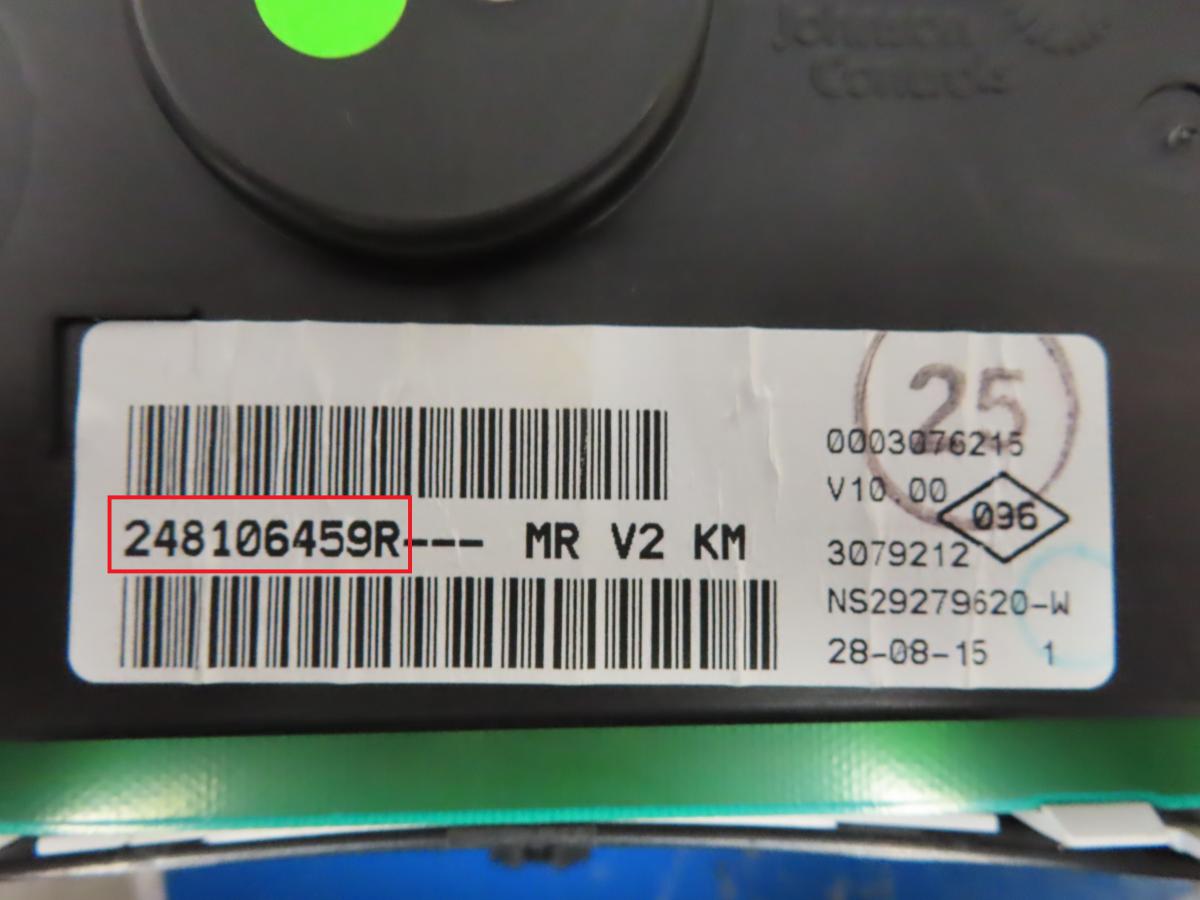 Johnson
Controls
25
0003076215
V10.00
096
248106459R--- MR V2 KM
3079212
NS29279620-W
28-08-15 1